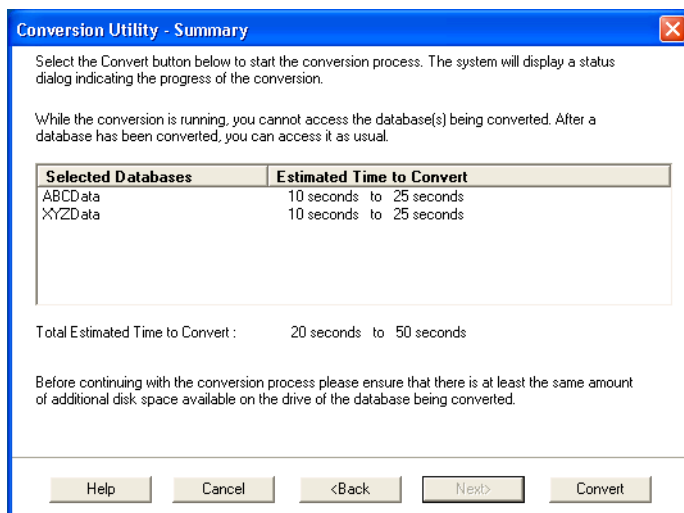 Conversion Utility - Summary
Select the Convert button below to start the conversion process. The system will display a status
dialog indicating the progress of the conversion.
While the conversion is running, you cannot access the database(s) being converted. After a
database has been converted, you can access it as usual.
Selected Databases Estimated Time to Convert
ABCData 10 seconds to 25 seconds
XYZData 10 seconds to 25 seconds
Total Estimated Time to Convert : 20 seconds to 50 seconds
Before continuing with the conversion process please ensure that there is at least the same amount
of additional disk space available on the drive of the database being converted.
Help Cancel <Back Next> Convert